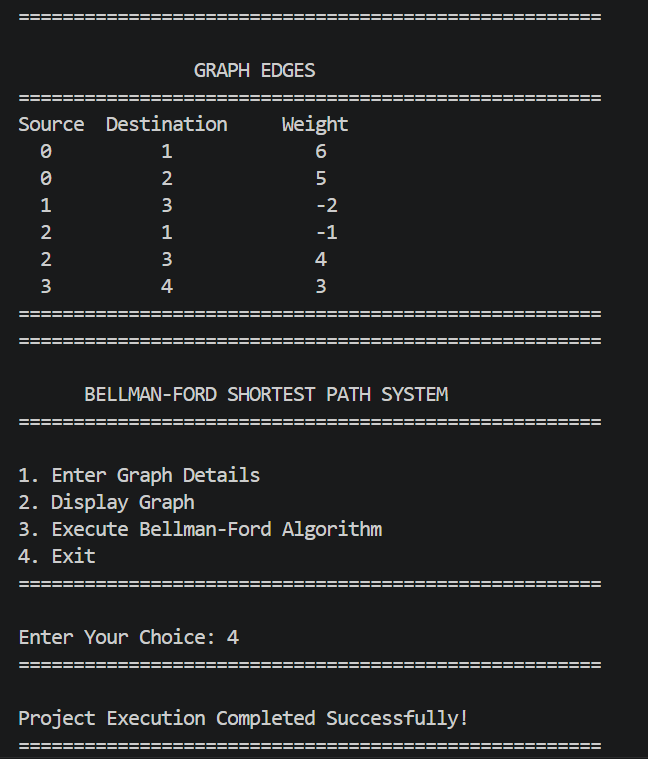 =====================================================
GRAPH EDGES
=====================================================
Source  Destination     Weight
  0          1             6
  0          2             5
  1          3             -2
  2          1             -1
  2          3             4
  3          4             3
=====================================================
=====================================================
      BELLMAN-FORD SHORTEST PATH SYSTEM
=====================================================
1. Enter Graph Details
2. Display Graph
3. Execute Bellman-Ford Algorithm
4. Exit
=====================================================
Enter Your Choice: 4
=====================================================
Project Execution Completed Successfully!
=====================================================